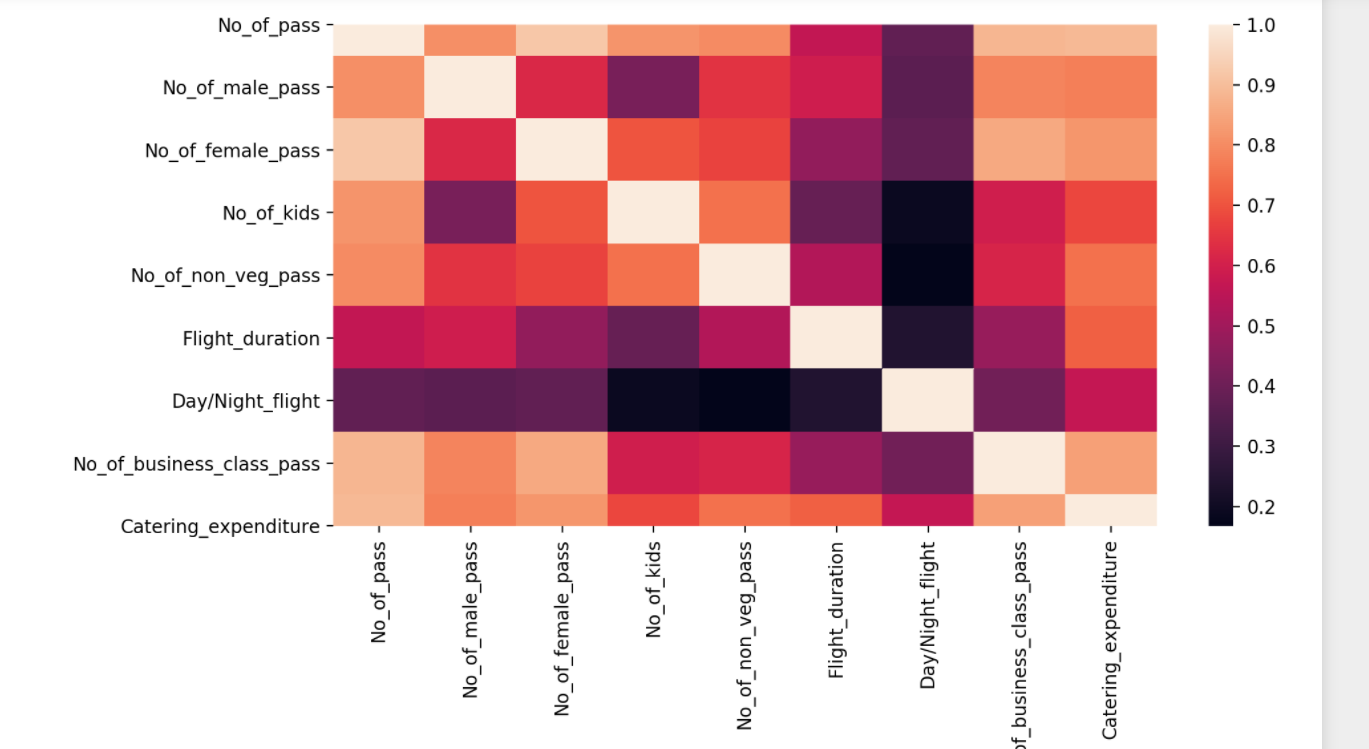 No_of_pass
No_of_male_pass
No_of_female_pass
No_of_kids
No_of_non_veg_pass
Flight_duration
Day/Night_flight
No_of_business_class_pass
Catering_expenditure
No_of_pass
No_of_male_pass
No_of_female_pass
No_of_kids
No_of_non_veg_pass
Flight_duration
Day/Night_flight
of_business_class_pass
Catering_expenditure
1.0
0.9
0.8
0.7
0.6
0.5
0.4
0.3
0.2